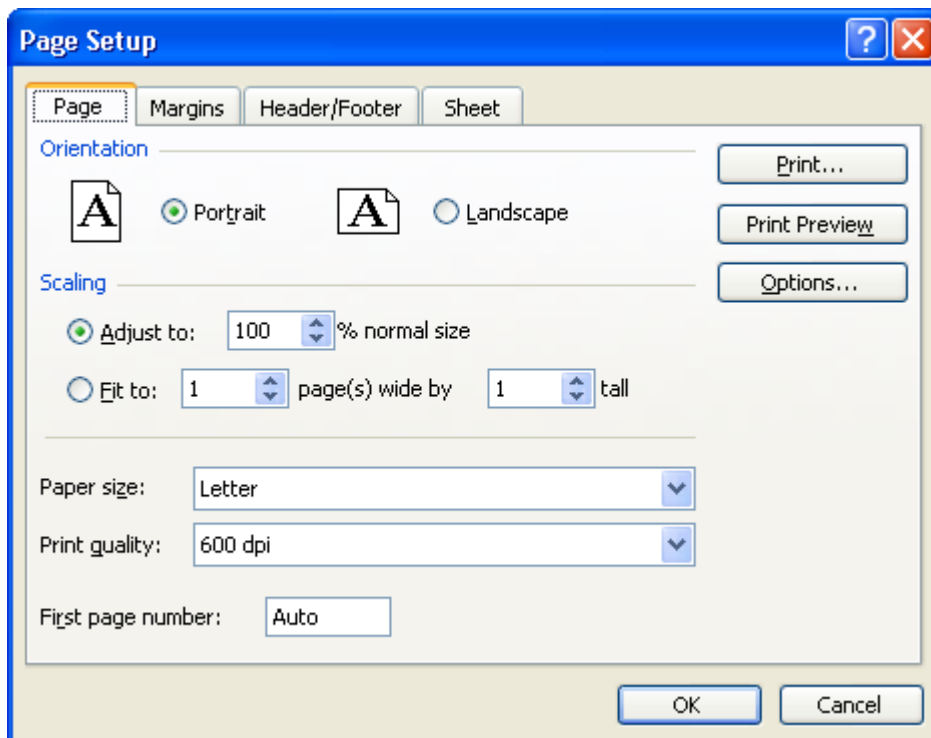 Page Setup
Page Margins Header/Footer Sheet
Orientation
Print...
A Portrait A Landscape
Print Preview
Scaling
Options...
Adjust to: 100 % normal size
Fit to: 1 page(s) wide by 1 tall
Paper size: Letter
Print quality: 600 dpi
First page number: Auto
OK Cancel